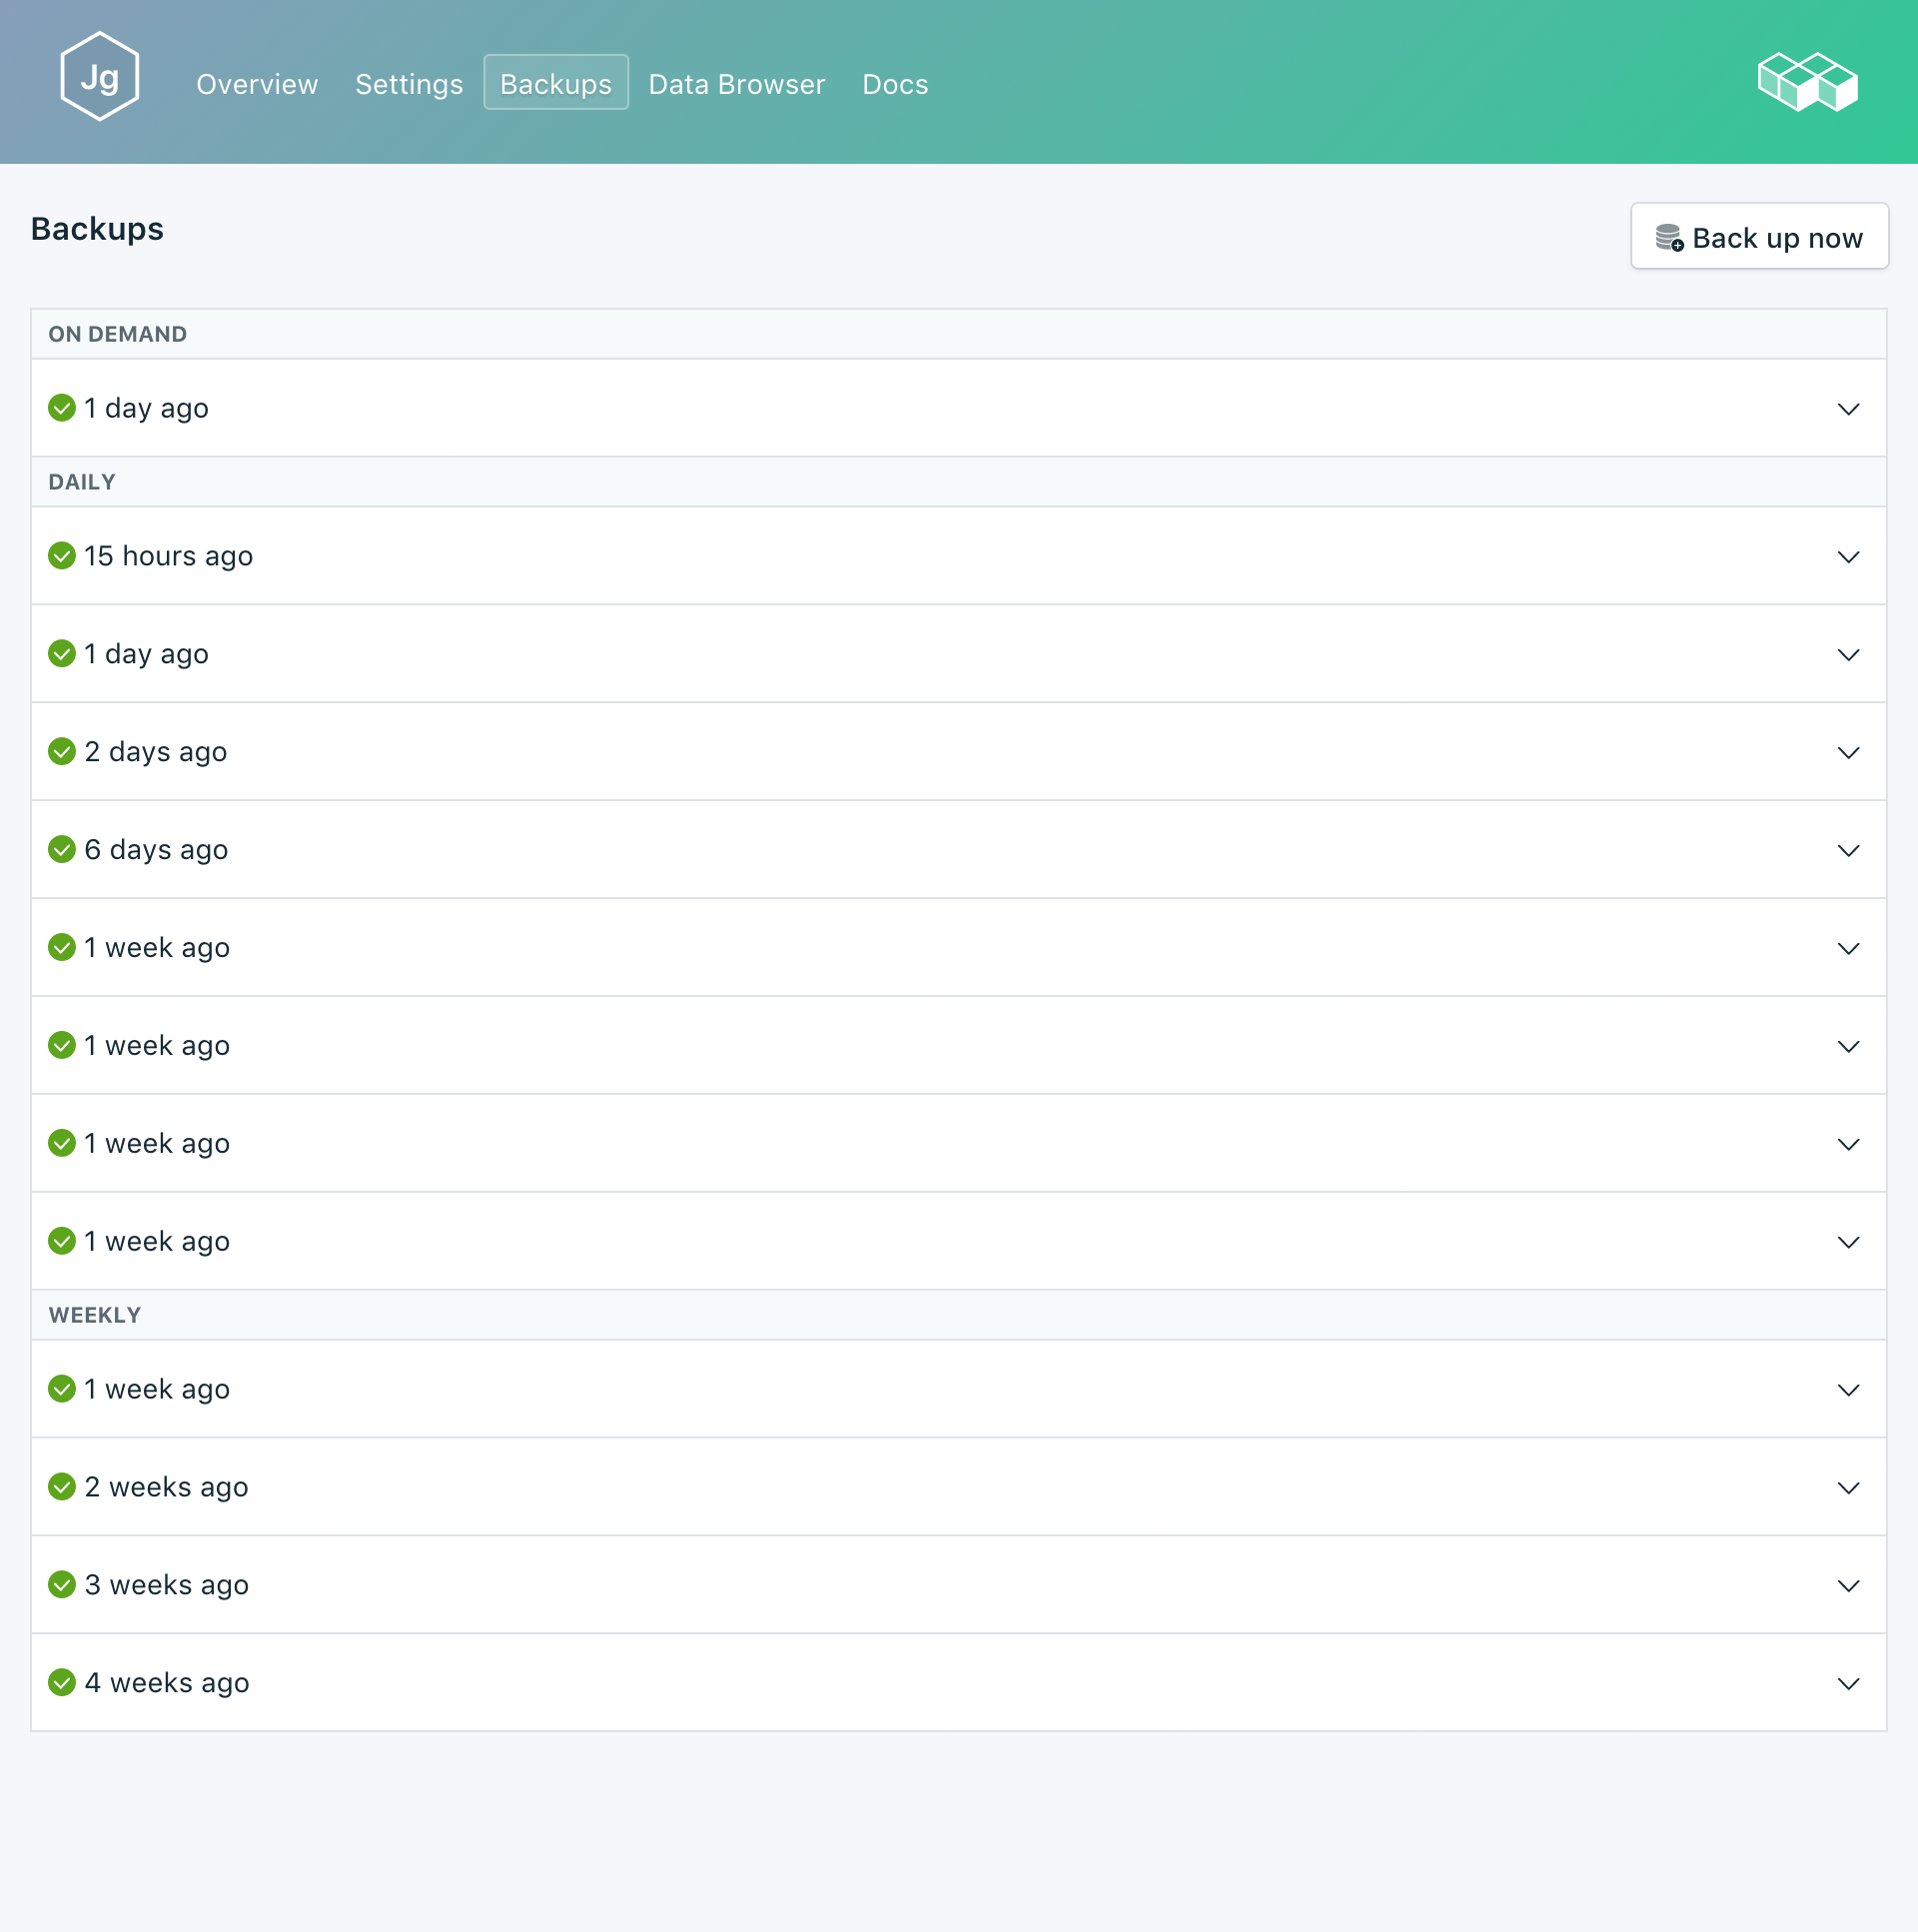 Jg
Overview Settings Backups Data Browser Docs
Backups
Back up now
ON DEMAND
1 day ago
DAILY
15 hours ago
1 day ago
2 days ago
6 days ago
1 week ago
1 week ago
1 week ago
1 week ago
WEEKLY
1 week ago
2 weeks ago
3 weeks ago
4 weeks ago